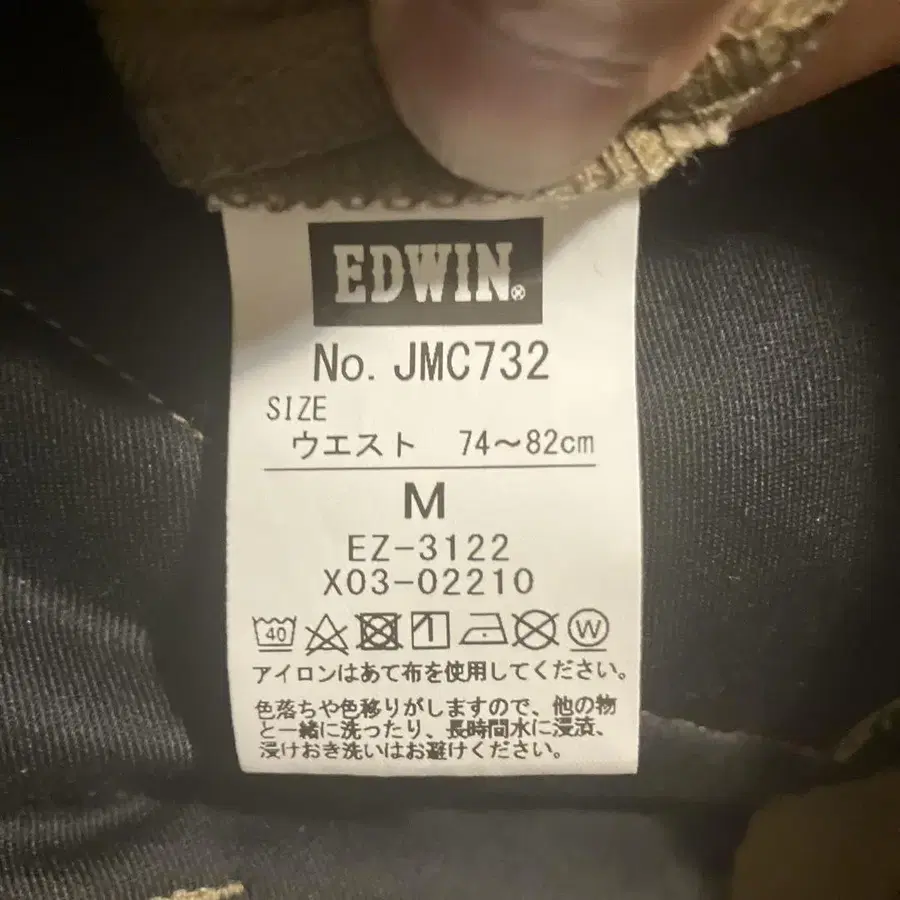 EDWIN®
No. JMC732
SIZE
ウエスト 74～82cm
M
EZ-3122
X03-02210
40 W
アイロンはあて布を使用してください。
色落ちや色移りがしますので、他の物
と一緒に洗ったり、長時間水に浸漬、
浸けおき洗いはお避けください。